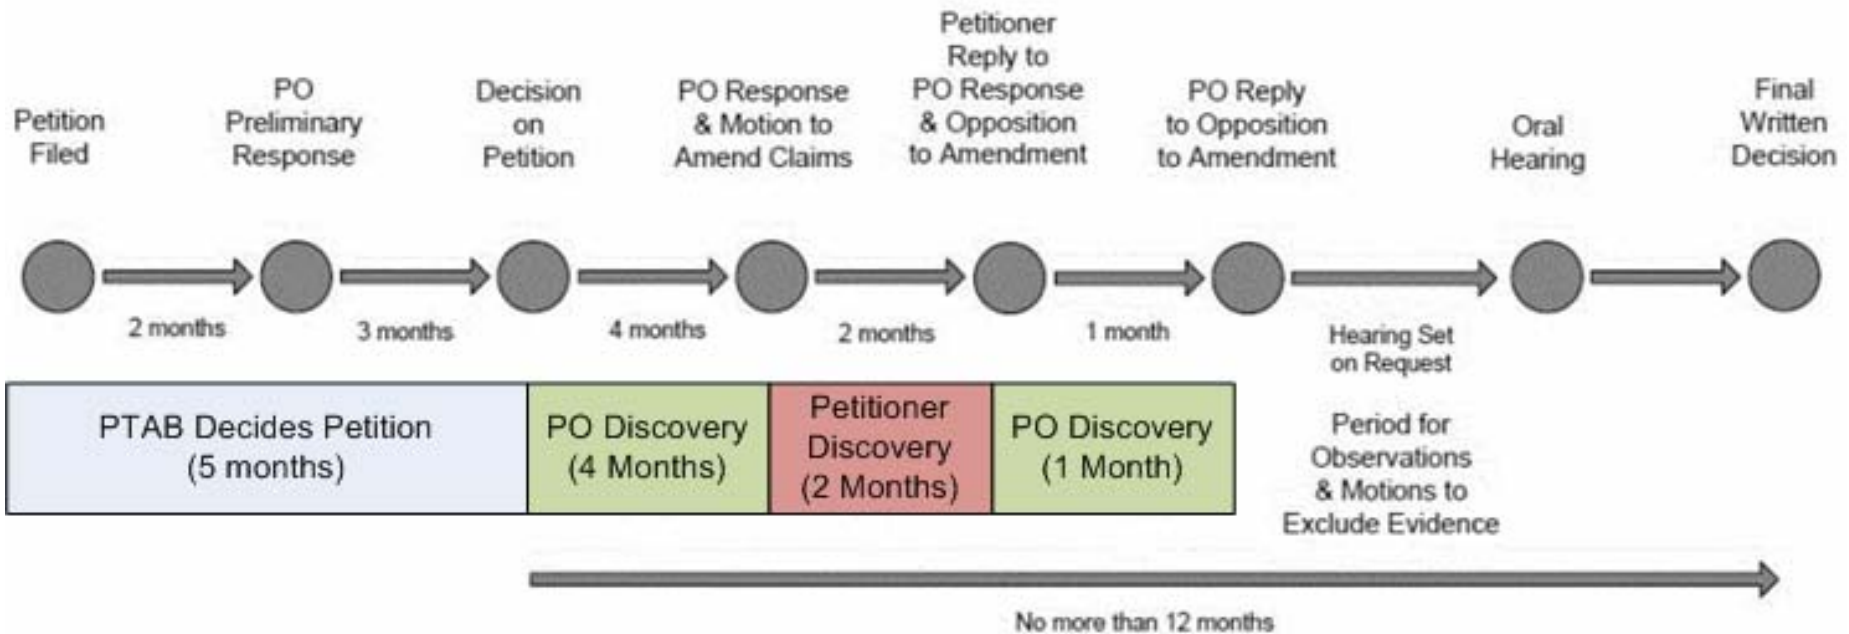 Petition
Filed
PO
Preliminary
Response
Decision
on
Petition
PO Response
& Motion to
Amend Claims
Petitioner
Reply to
PO Response
& Opposition
to Amendment
PO Reply
to Opposition
to Amendment
Oral
Hearing
Final
Written
Decision
2 months
3 months
4 months
2 months
1 month
Hearing Set
on Request
PTAB Decides Petition
(5 months)
PO Discovery
(4 Months)
Petitioner
Discovery
(2 Months)
PO Discovery
(1 Month)
Period for
Observations
& Motions to
Exclude Evidence
No more than 12 months